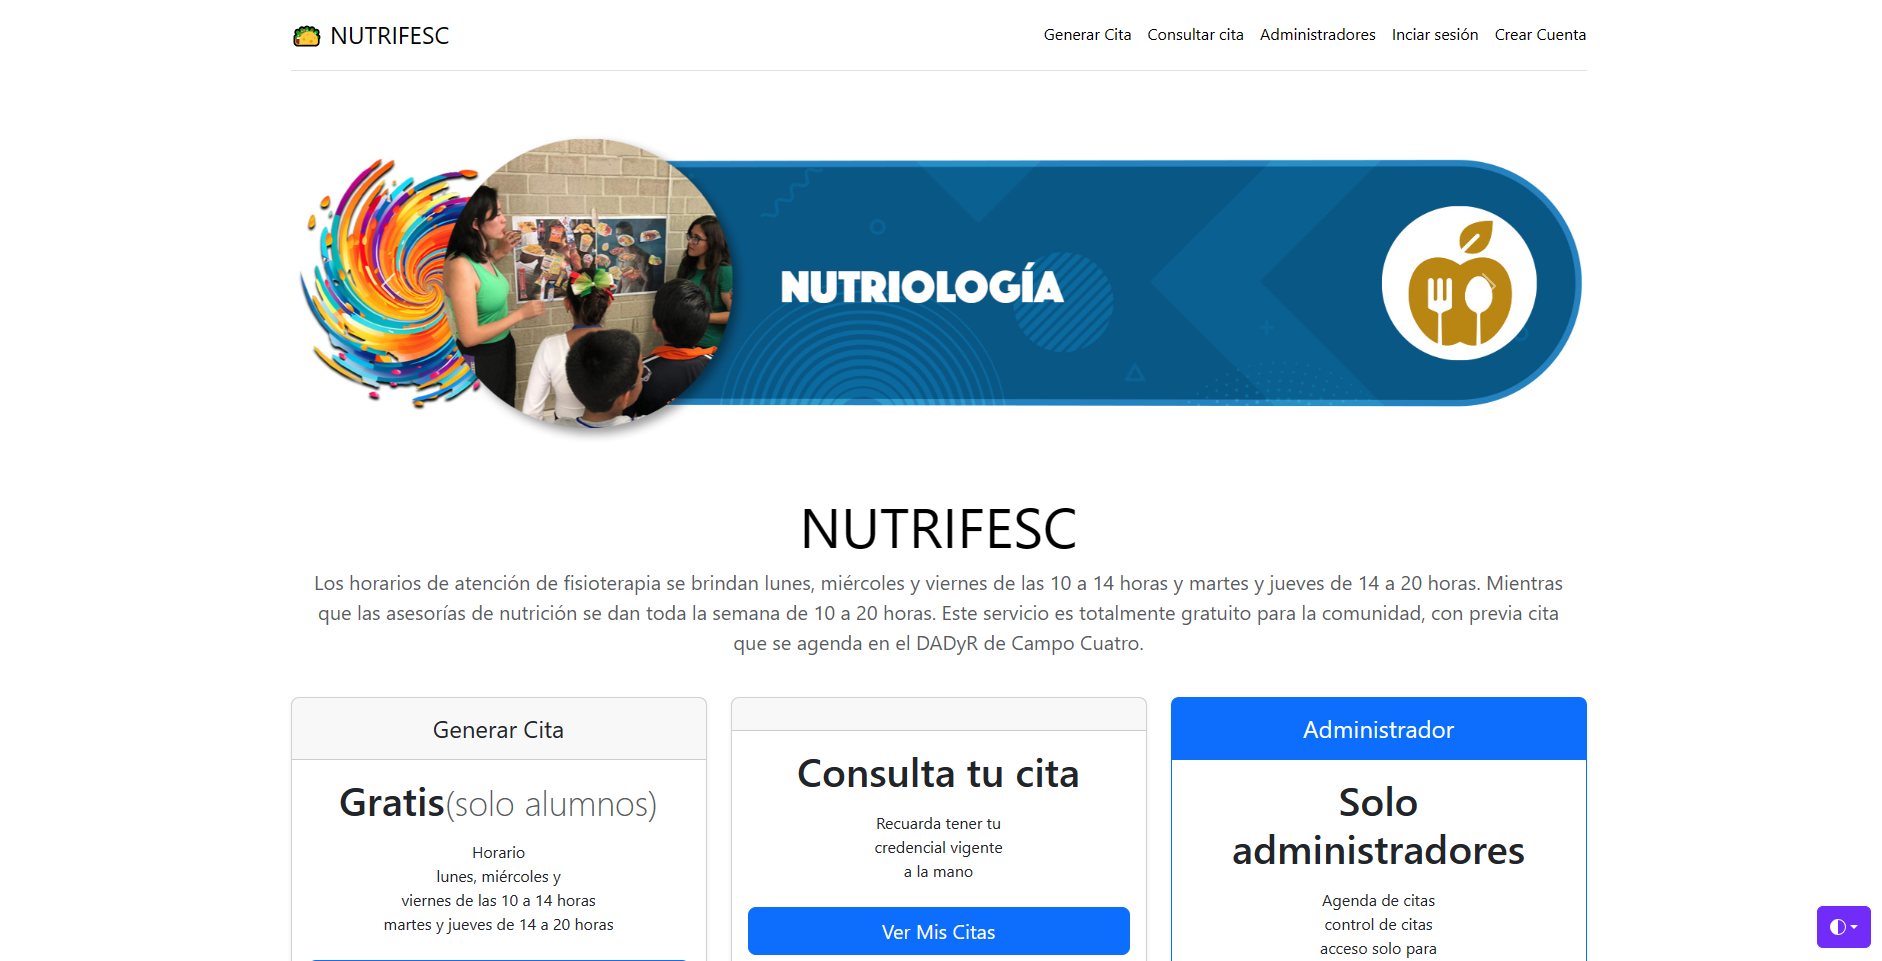 NUTRIFESC
Generar Cita
Consultar cita
Administradores
Inciar sesión
Crear Cuenta
NUTRIOLOGÍA
NUTRIFESC
Los horarios de atención de fisioterapia se brindan lunes, miércoles y viernes de las 10 a 14 horas y martes y jueves de 14 a 20 horas. Mientras
que las asesorías de nutrición se dan toda la semana de 10 a 20 horas. Este servicio es totalmente gratuito para la comunidad, con previa cita
que se agenda en el DADyR de Campo Cuatro.
Generar Cita
Gratis(solo alumnos)
Horario
lunes, miércoles y
viernes de las 10 a 14 horas
martes y jueves de 14 a 20 horas
Consulta tu cita
Recuarda tener tu
credencial vigente
a la mano
Ver Mis Citas
Administrador
Solo
administradores
Agenda de citas
control de citas
acceso solo para